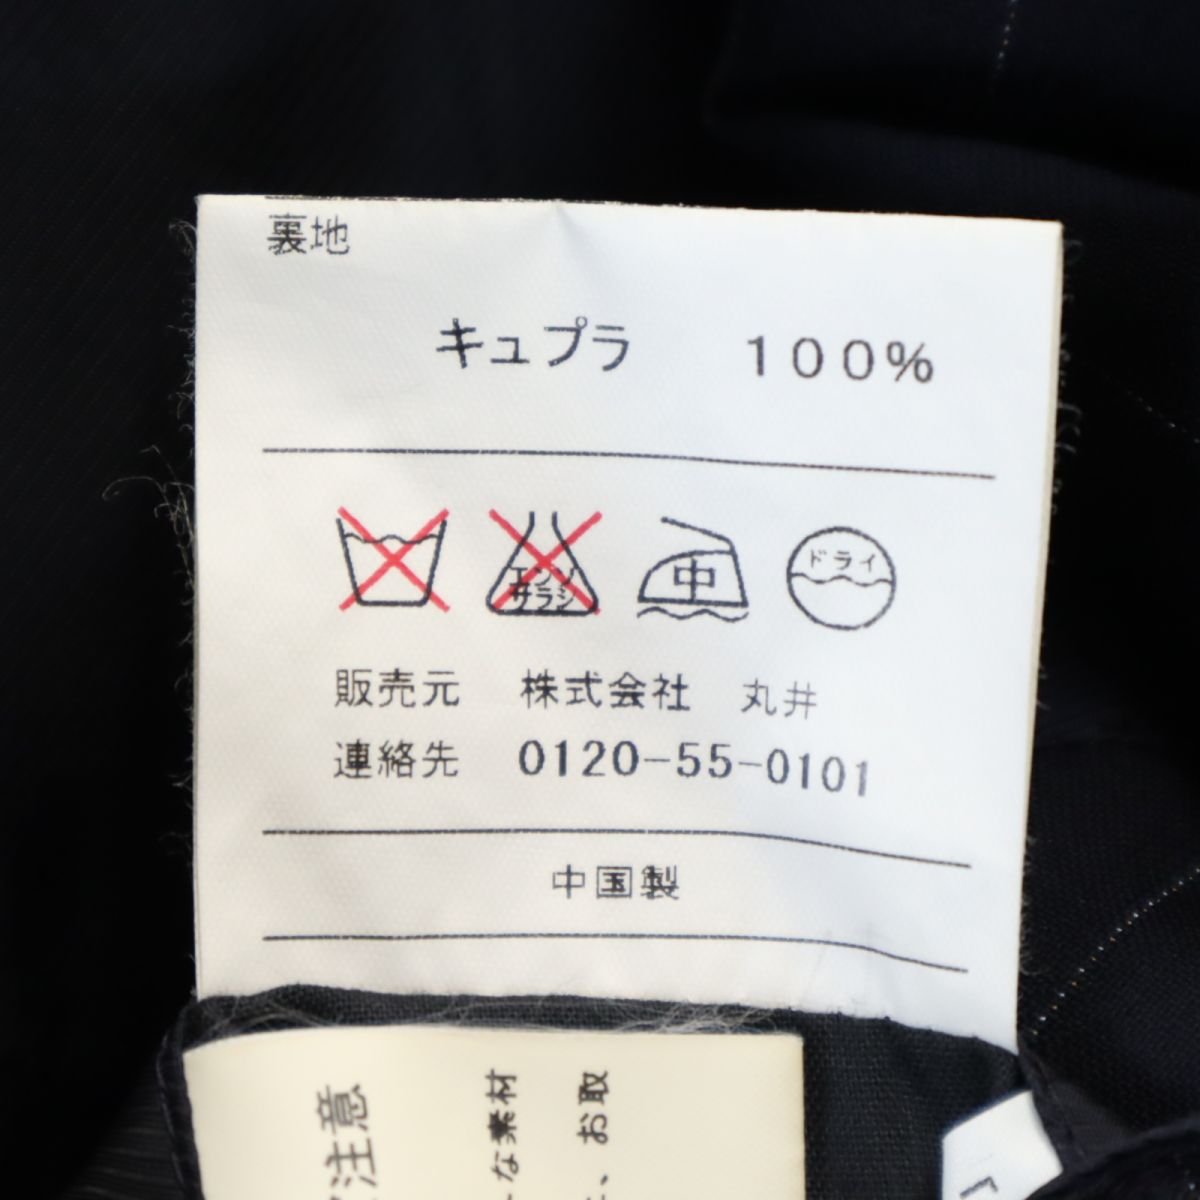 裏地
キュプラ 100%
エンソ
サラシ
中
ドライ
販売元 株式会社 丸井
連絡先 0120-55-0101
中国製
注意
な素材
、お取